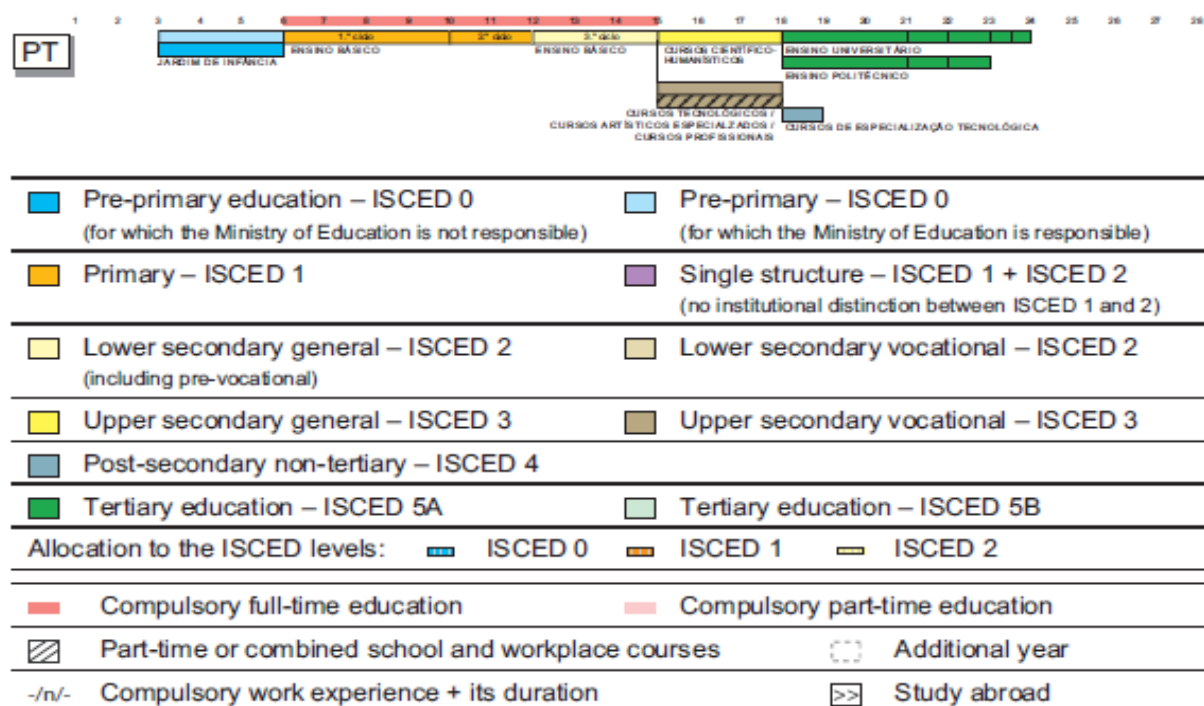 1 2 3 4 5 6 7 8 9 10 11 12 13 14 15 16 17 18 19 20 21 22 23 24 25 26 27 28
PT
1.º ciclo 2.º ciclo 3.º ciclo
JARDIM DE INFÂNCIA
ENSINO BÁSICO
ENSINO BÁSICO
CURSOS CIENTÍFICO-
HUMANÍSTICOS
ENSINO UNIVERSITÁRIO
ENSINO POLITÉCNICO
CURSOS TECNOLÓGICOS /
CURSOS ARTÍSTICOS ESPECIALZADOS /
CURSOS PROFISSIONAIS
CURSOS DE ESPECIALIZAÇÃO TECNOLÓGICA
Pre-primary education – ISCED 0
(for which the Ministry of Education is not responsible)
Pre-primary – ISCED 0
(for which the Ministry of Education is responsible)
Primary – ISCED 1
Single structure – ISCED 1 + ISCED 2
(no institutional distinction between ISCED 1 and 2)
Lower secondary general – ISCED 2
(including pre-vocational)
Lower secondary vocational – ISCED 2
Upper secondary general – ISCED 3
Upper secondary vocational – ISCED 3
Post-secondary non-tertiary – ISCED 4
Tertiary education – ISCED 5A
Tertiary education – ISCED 5B
Allocation to the ISCED levels: ISCED 0 ISCED 1 ISCED 2
Compulsory full-time education
Compulsory part-time education
Part-time or combined school and workplace courses
Additional year
-/n/- Compulsory work experience + its duration
>> Study abroad